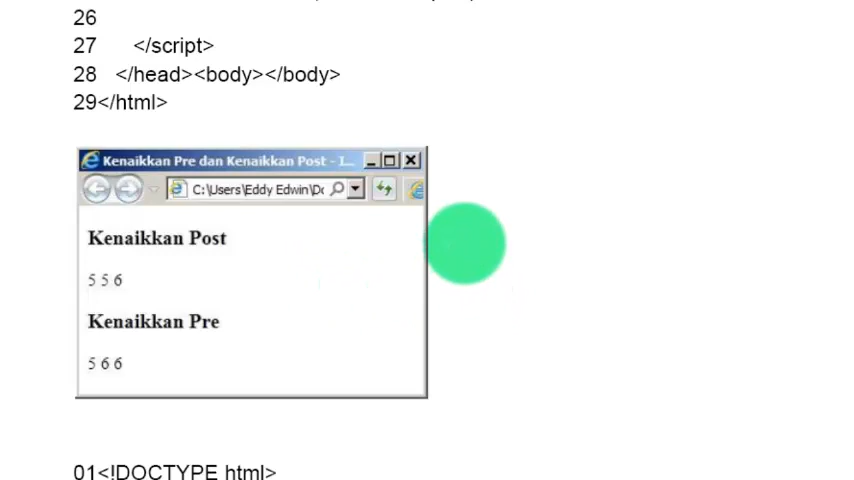 26
27 </script>
28 </head><body></body>
29</html>
Kenaikkan Pre dan Kenaikkan Post - I...
C:\Users\Eddy Edwin\Do
Kenaikkan Post
5 5 6
Kenaikkan Pre
5 6 6
01<!DOCTYPE html>